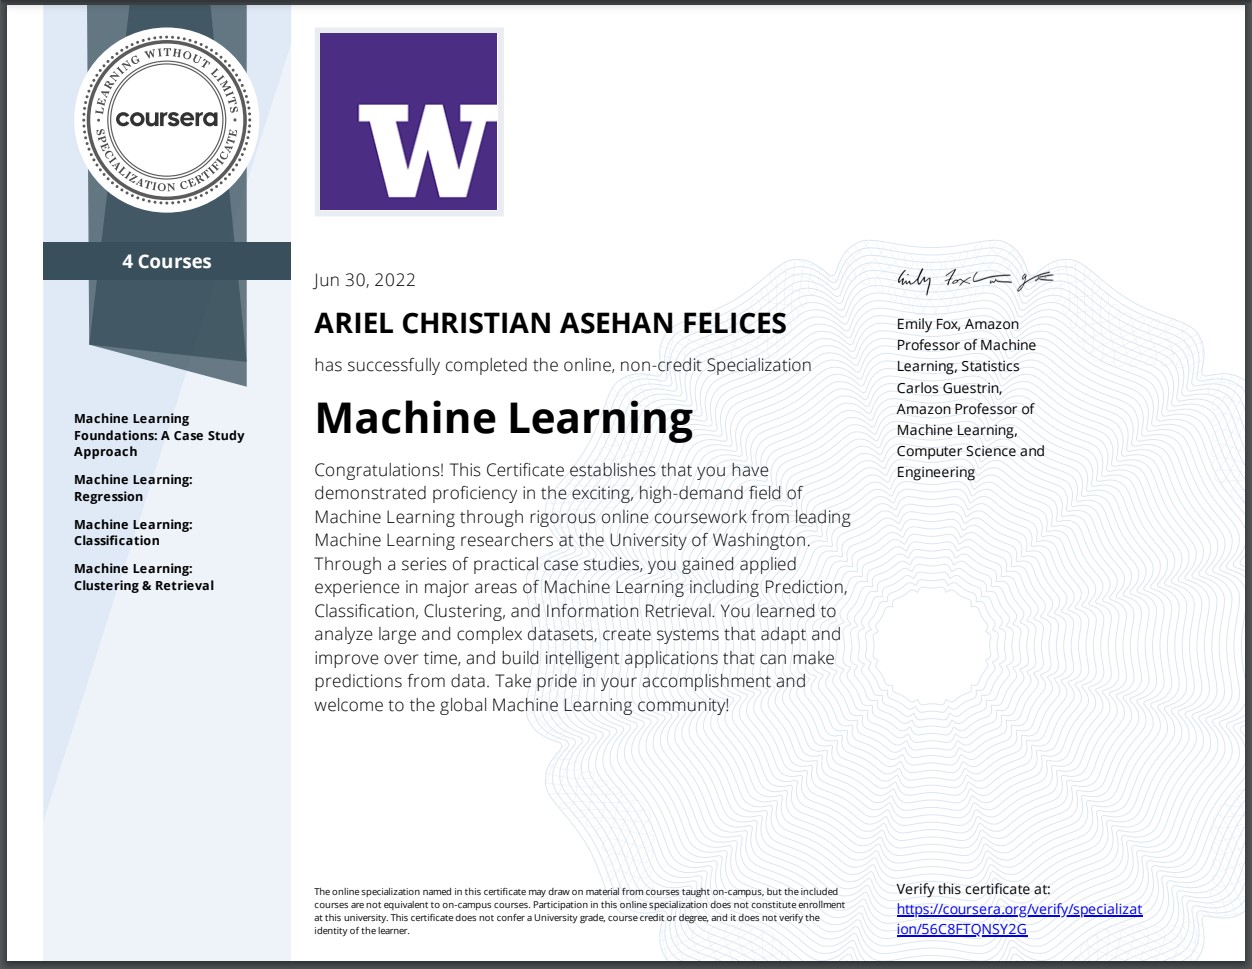 LEARNING WITHOUT LIMITS
coursera
SPECIALIZATION CERTIFICATE
4 Courses
Machine Learning
Foundations: A Case Study
Approach
Machine Learning:
Regression
Machine Learning:
Classification
Machine Learning:
Clustering & Retrieval
W
Jun 30, 2022
ARIEL CHRISTIAN ASEHAN FELICES
has successfully completed the online, non-credit Specialization
Machine Learning
Congratulations! This Certificate establishes that you have
demonstrated proficiency in the exciting, high-demand field of
Machine Learning through rigorous online coursework from leading
Machine Learning researchers at the University of Washington.
Through a series of practical case studies, you gained applied
experience in major areas of Machine Learning including Prediction,
Classification, Clustering, and Information Retrieval. You learned to
analyze large and complex datasets, create systems that adapt and
improve over time, and build intelligent applications that can make
predictions from data. Take pride in your accomplishment and
welcome to the global Machine Learning community!
The online specialization named in this certificate may draw on material from courses taught on-campus, but the included
courses are not equivalent to on-campus courses. Participation in this online specialization does not constitute enrollment
at this university. This certificate does not confer a University grade, course credit or degree, and it does not verify the
identity of the learner.
Emily Fox, Amazon
Professor of Machine
Learning, Statistics
Carlos Guestrin,
Amazon Professor of
Machine Learning,
Computer Science and
Engineering
Verify this certificate at:
https://coursera.org/verify/specializat
ion/56C8FTQNSY2G